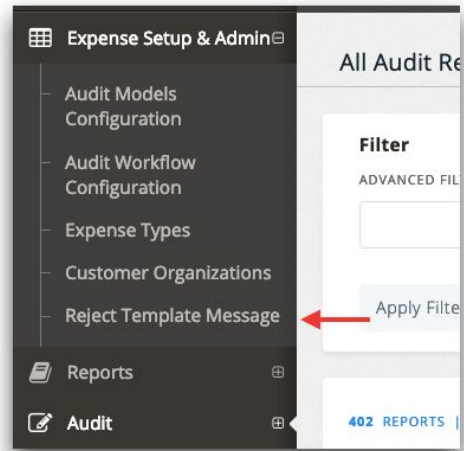 Expense Setup & Admin
Audit Models
Configuration
Audit Workflow
Configuration
Expense Types
Customer Organizations
Reject Template Message
Reports
Audit
All Audit Re
Filter
ADVANCED FIL
Apply Filte
402 REPORTS |